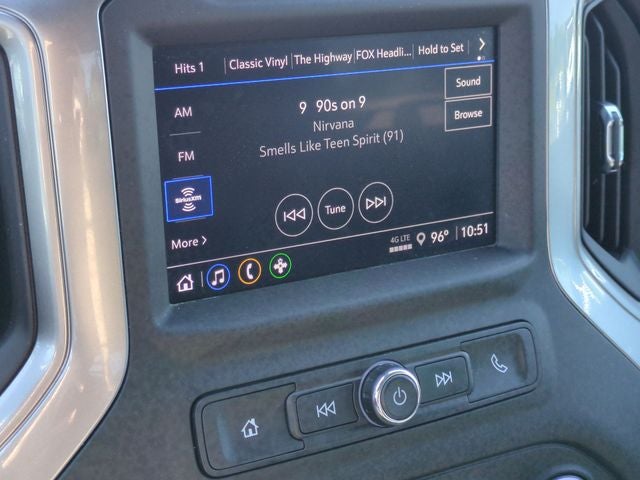 Hits 1 Classic Vinyl The Highway FOX Headli... Hold to Set
Sound
AM
9 90s on 9
Browse
Nirvana
FM
Smells Like Teen Spirit (91)
SiriusXM
Tune
More
4G LTE 96° 10:51